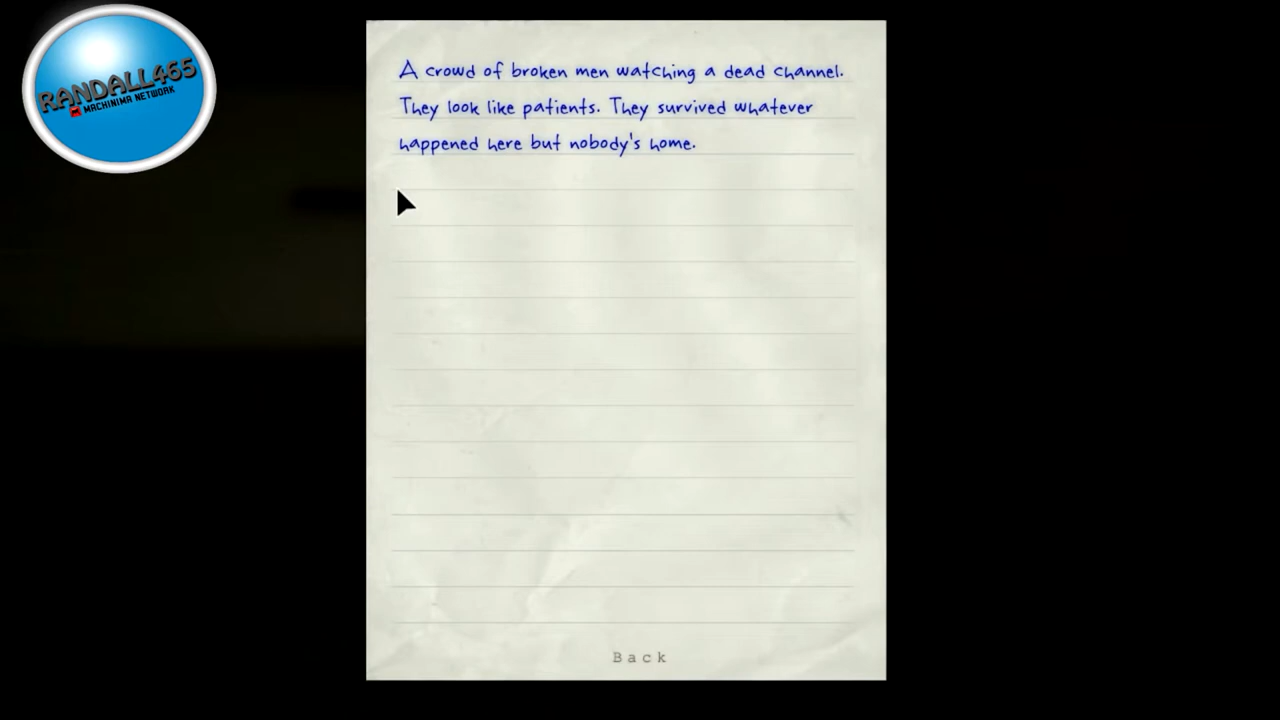 RANDALL465
MACHINIMA NETWORK
A crowd of broken men watching a dead channel.
They look like patients. They survived whatever
happened here but nobody's home.
Back